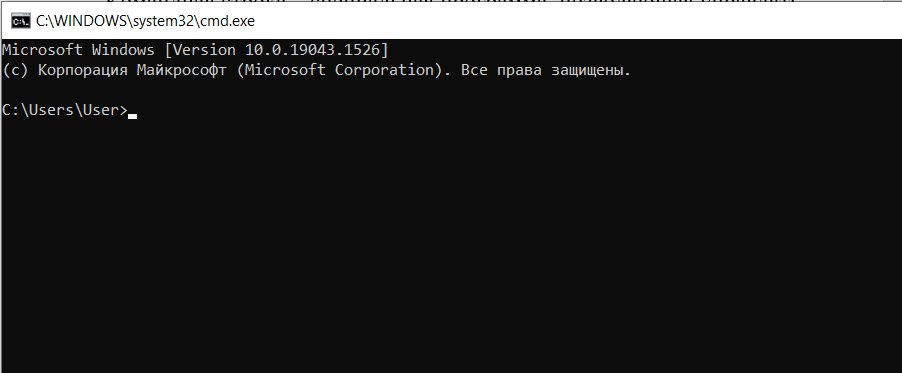 C:\WINDOWS\system32\cmd.exe
Microsoft Windows [Version 10.0.19043.1526]
(c) Корпорация Майкрософт (Microsoft Corporation). Все права защищены.
C:\Users\User>